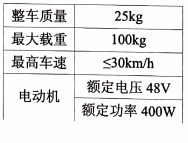 整车质量 25kg
最大载重 100kg
最高车速 ≤30km/h
电动机 额定电压 48V
额定功率 400W